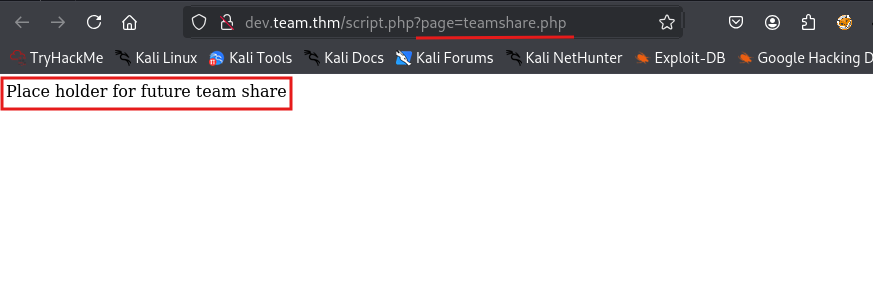 dev.team.thm/script.php?page=teamshare.php
TryHackMe Kali Linux Kali Tools Kali Docs Kali Forums Kali NetHunter Exploit-DB Google Hacking D
Place holder for future team share